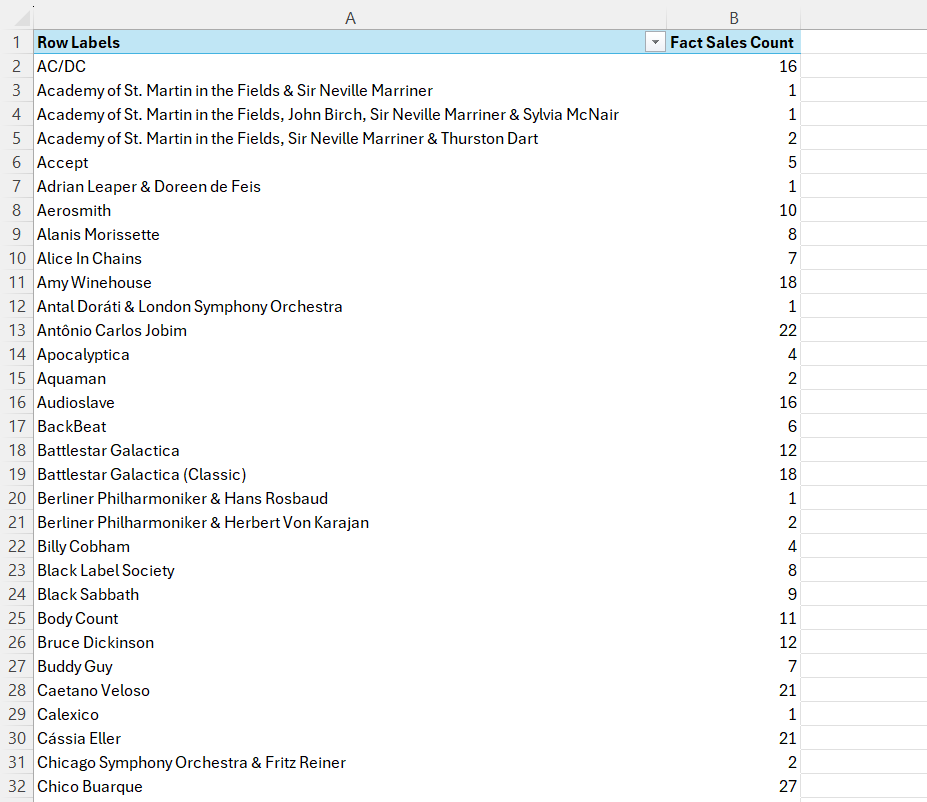 A B
1 Row Labels Fact Sales Count
2 AC/DC 16
3 Academy of St. Martin in the Fields & Sir Neville Marriner 1
4 Academy of St. Martin in the Fields, John Birch, Sir Neville Marriner & Sylvia McNair 1
5 Academy of St. Martin in the Fields, Sir Neville Marriner & Thurston Dart 2
6 Accept 5
7 Adrian Leaper & Doreen de Feis 1
8 Aerosmith 10
9 Alanis Morissette 8
10 Alice In Chains 7
11 Amy Winehouse 18
12 Antal Doráti & London Symphony Orchestra 1
13 Antônio Carlos Jobim 22
14 Apocalyptica 4
15 Aquaman 2
16 Audioslave 16
17 BackBeat 6
18 Battlestar Galactica 12
19 Battlestar Galactica (Classic) 18
20 Berliner Philharmoniker & Hans Rosbaud 1
21 Berliner Philharmoniker & Herbert Von Karajan 2
22 Billy Cobham 4
23 Black Label Society 8
24 Black Sabbath 9
25 Body Count 11
26 Bruce Dickinson 12
27 Buddy Guy 7
28 Caetano Veloso 21
29 Calexico 1
30 Cássia Eller 21
31 Chicago Symphony Orchestra & Fritz Reiner 2
32 Chico Buarque 27